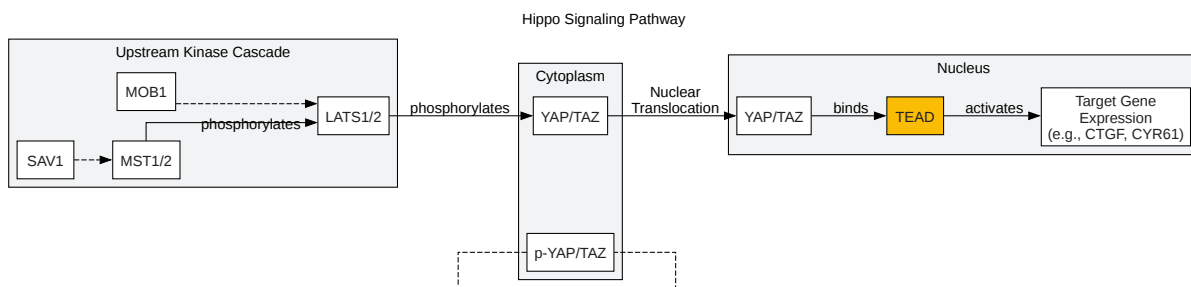 Hippo Signaling Pathway
Upstream Kinase Cascade
MOB1
LATS1/2
phosphorylates
SAV1
MST1/2
phosphorylates
Cytoplasm
YAP/TAZ
p-YAP/TAZ
Nuclear
Translocation
Nucleus
YAP/TAZ
binds
TEAD
activates
Target Gene
Expression
(e.g., CTGF, CYR61)